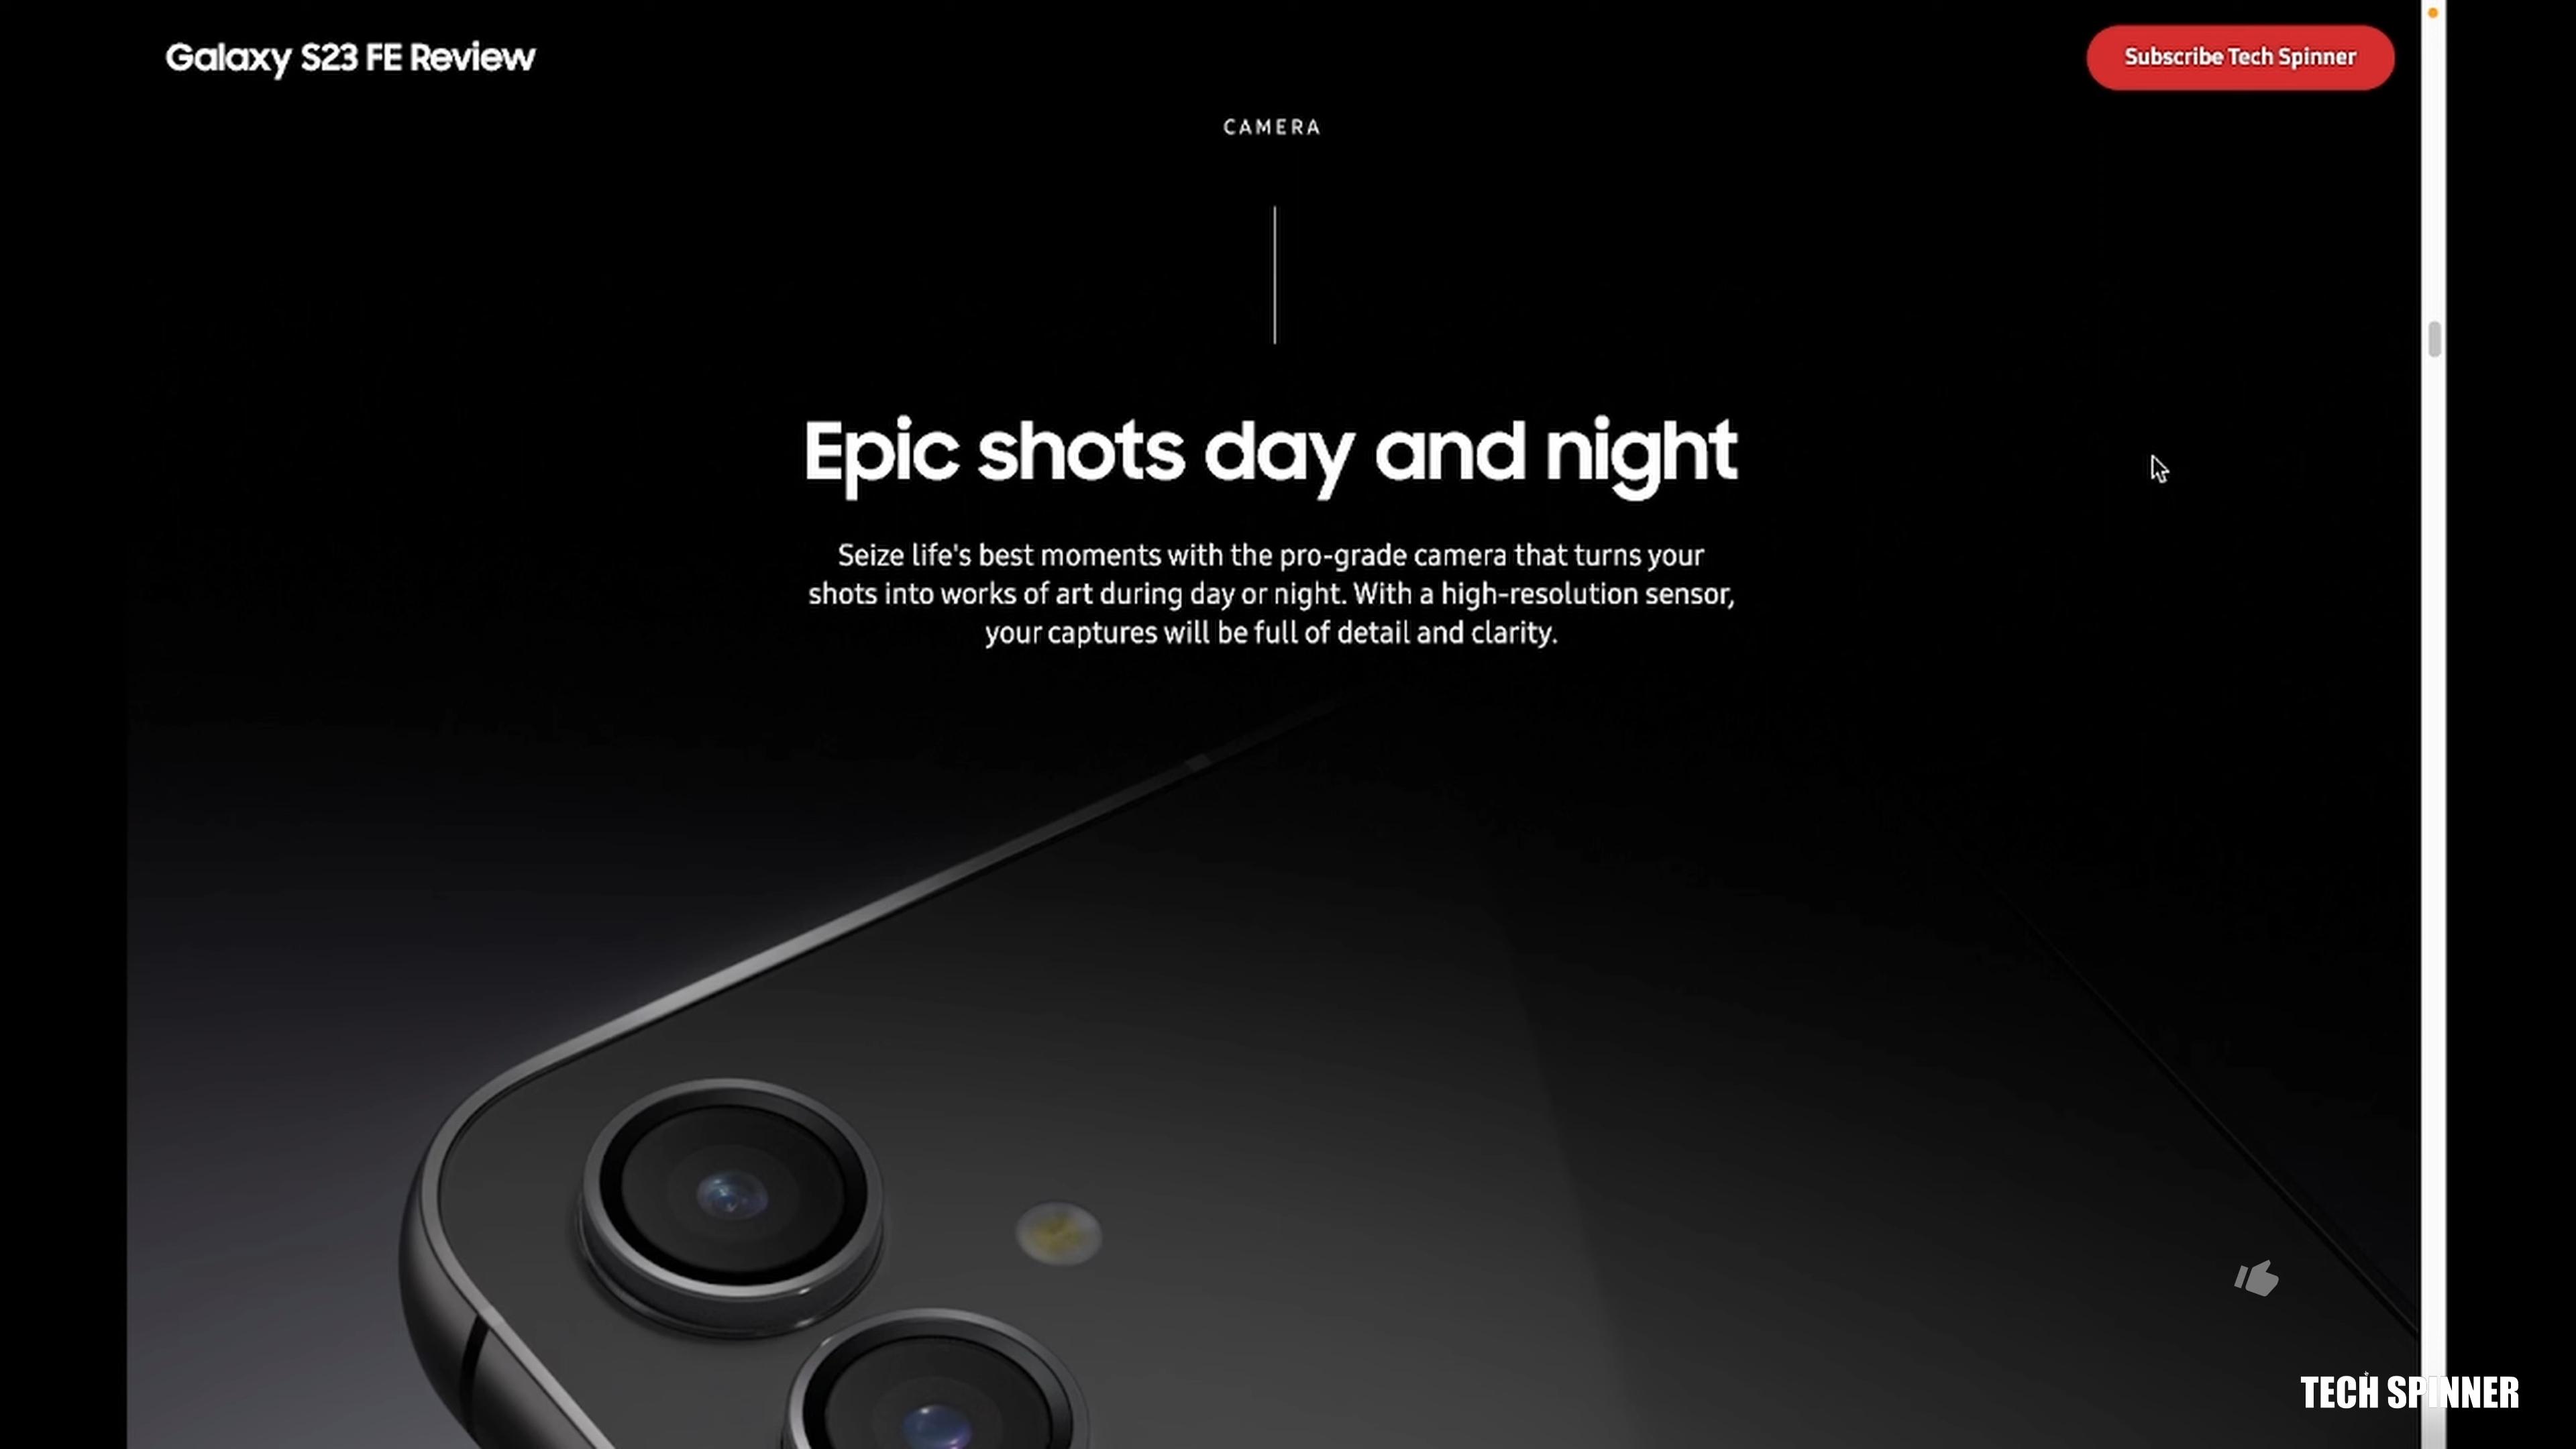 Galaxy S23 FE Review
Subscribe Tech Spinner
CAMERA
Epic shots day and night
Seize life's best moments with the pro-grade camera that turns your
shots into works of art during day or night. With a high-resolution sensor,
your captures will be full of detail and clarity.
TECH SPINNER